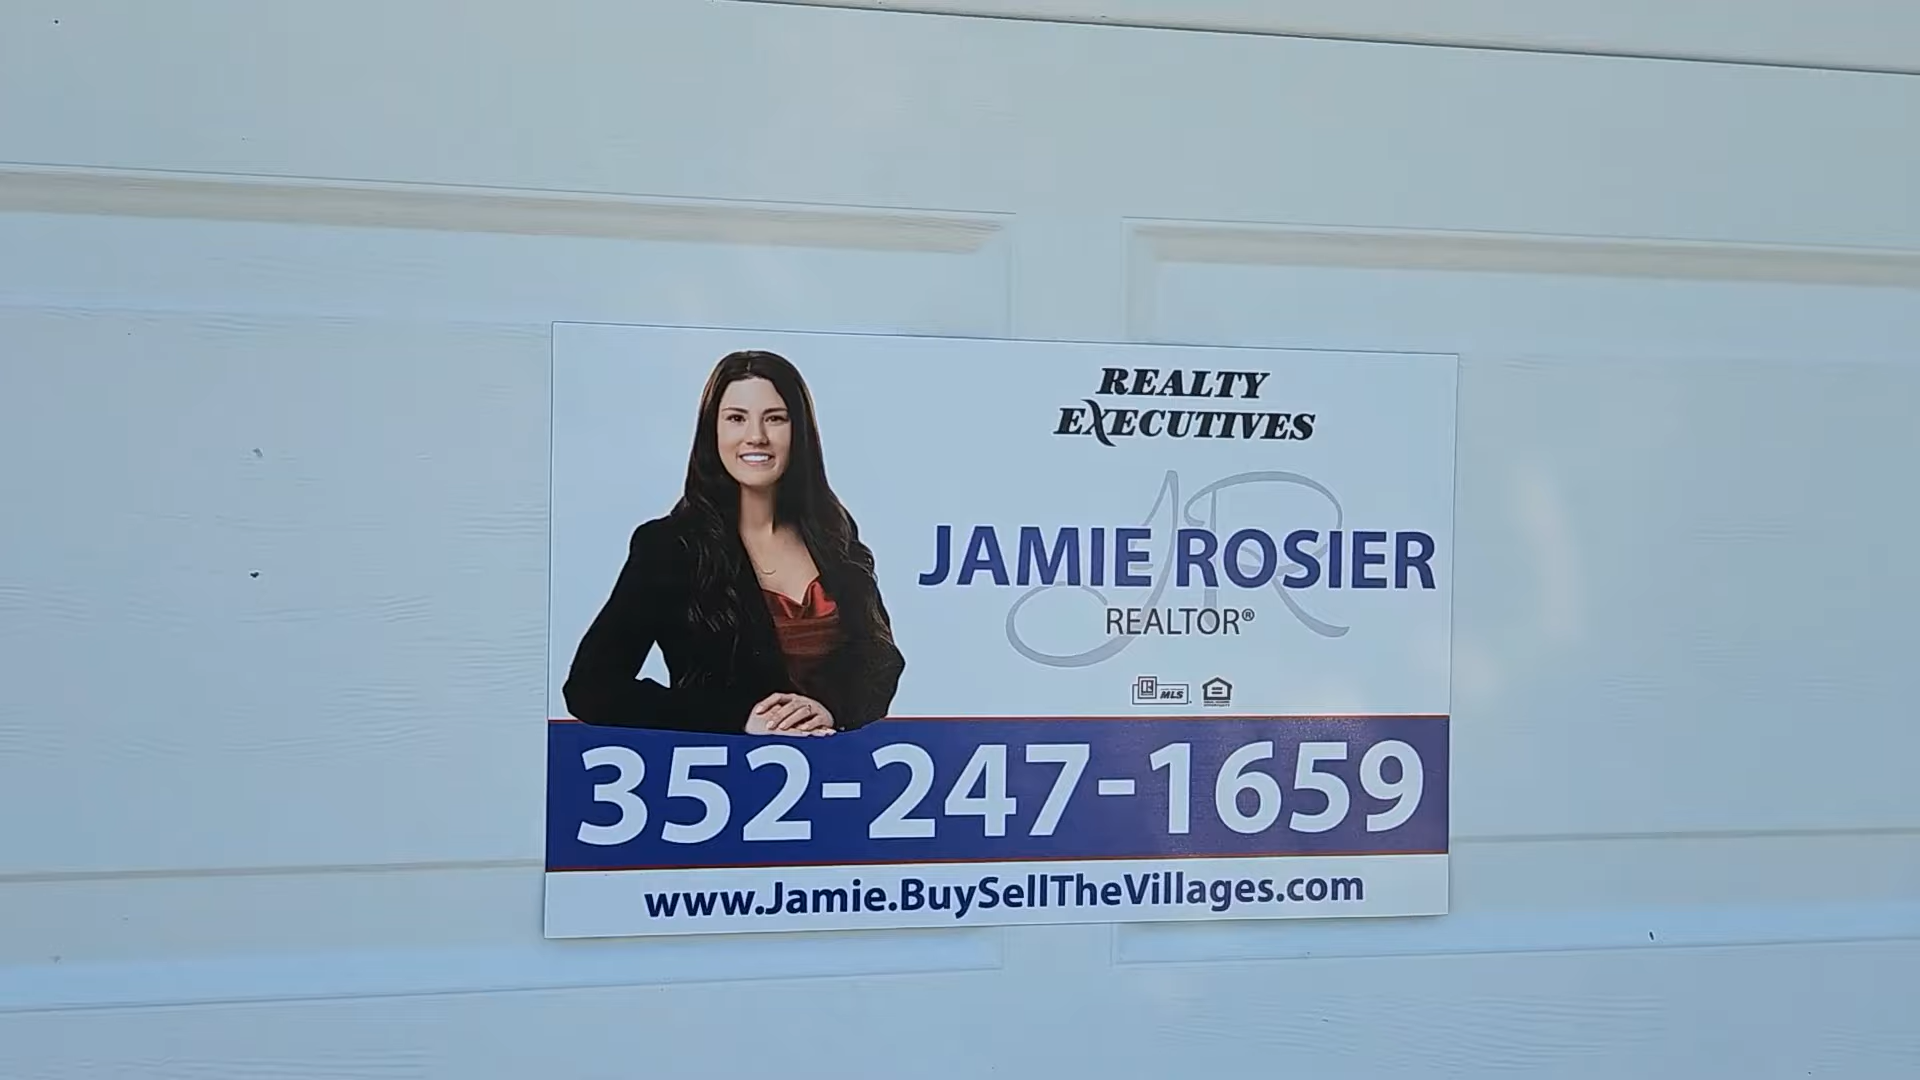 REALTY
EXECUTIVES
JAMIE ROSIER
REALTOR®
MLS
352-247-1659
www.Jamie.BuySellTheVillages.com